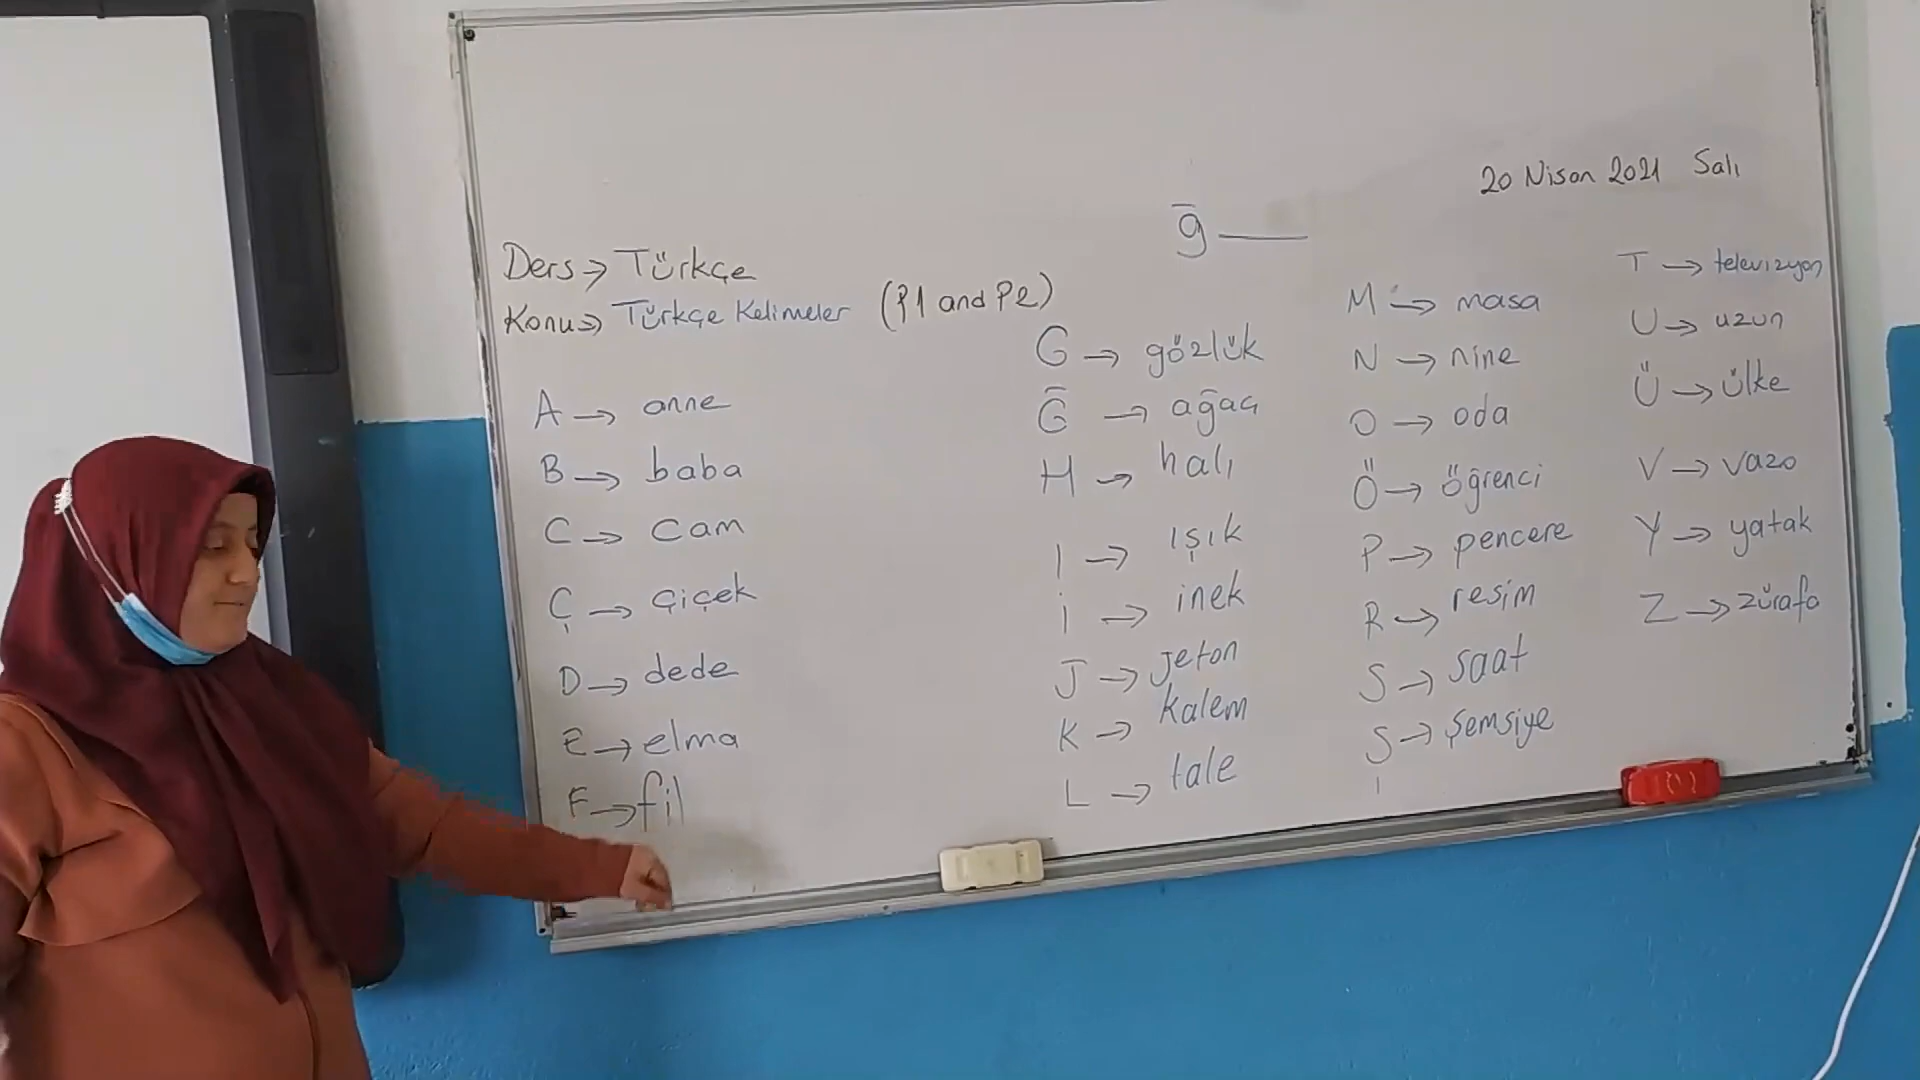 20 Nisan 2021 Salı
ğ
Ders → Türkçe
Konu → Türkçe Kelimeler (P1 and P2)
A → anne
B → baba
C → cam
Ç → çiçek
D → dede
E → elma
F → fil
G → gözlük
Ğ → ağaç
H → halı
I → ışık
İ → inek
J → jeton
K → kalem
L → lale
M → masa
N → nine
O → oda
Ö → öğrenci
P → pencere
R → resim
S → saat
Ş → şemsiye
T → televizyon
U → uzun
Ü → ülke
V → vazo
Y → yatak
Z → zürafa